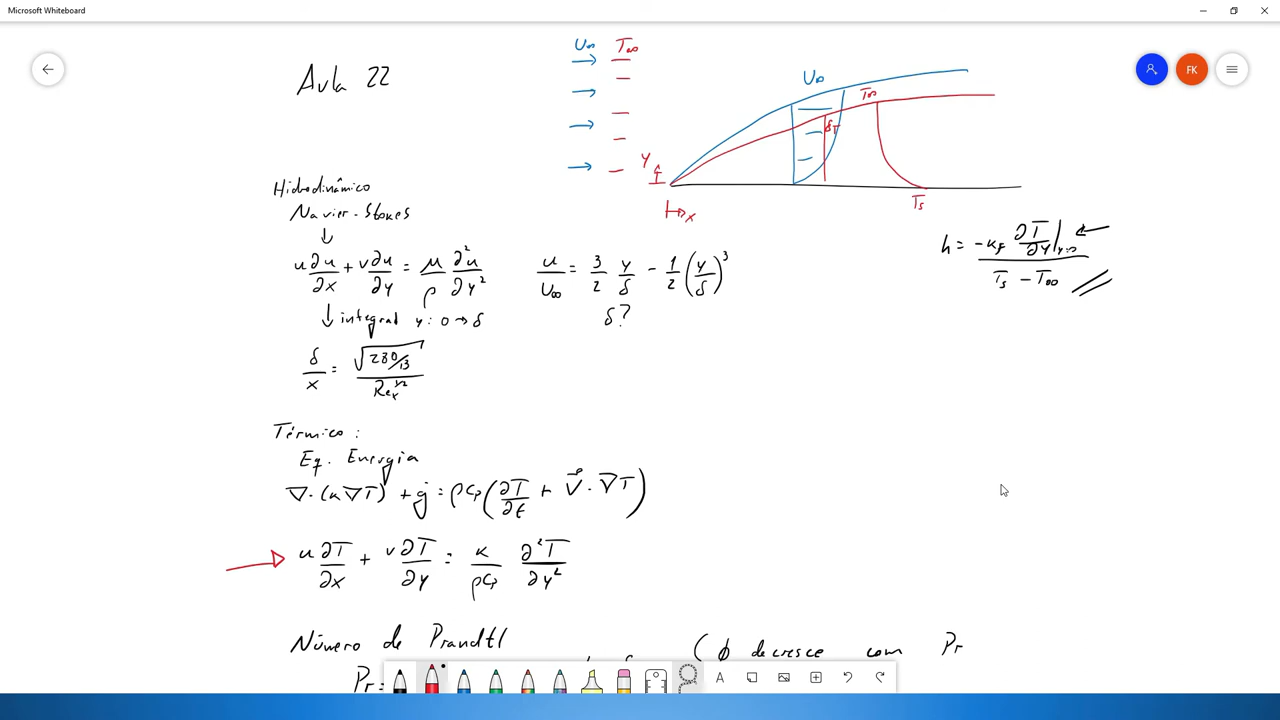 Microsoft Whiteboard
FK
Aula 22
U∞ T∞
U∞
T∞
δT
y
x
Ts
Hidrodinâmico
Navier-Stokes
↓
u ∂u/∂x + v ∂u/∂y = μ/ρ ∂²u/∂y²
u/U∞ = 3/2 y/δ - 1/2 (y/δ)³
δ?
h = -kf ∂T/∂y|y=0 / Ts - T∞
↓ integral y: 0 → δ
δ/x = √280/13 / Rex^1/2
Térmico:
Eq. Energia
∇·(k∇T) + g = ρcp(∂T/∂t + V⃗·∇T)
u ∂T/∂x + v ∂T/∂y = k/ρcp ∂²T/∂y²
Número de Prandtl
(ϕ decresce com Pr
Pr=